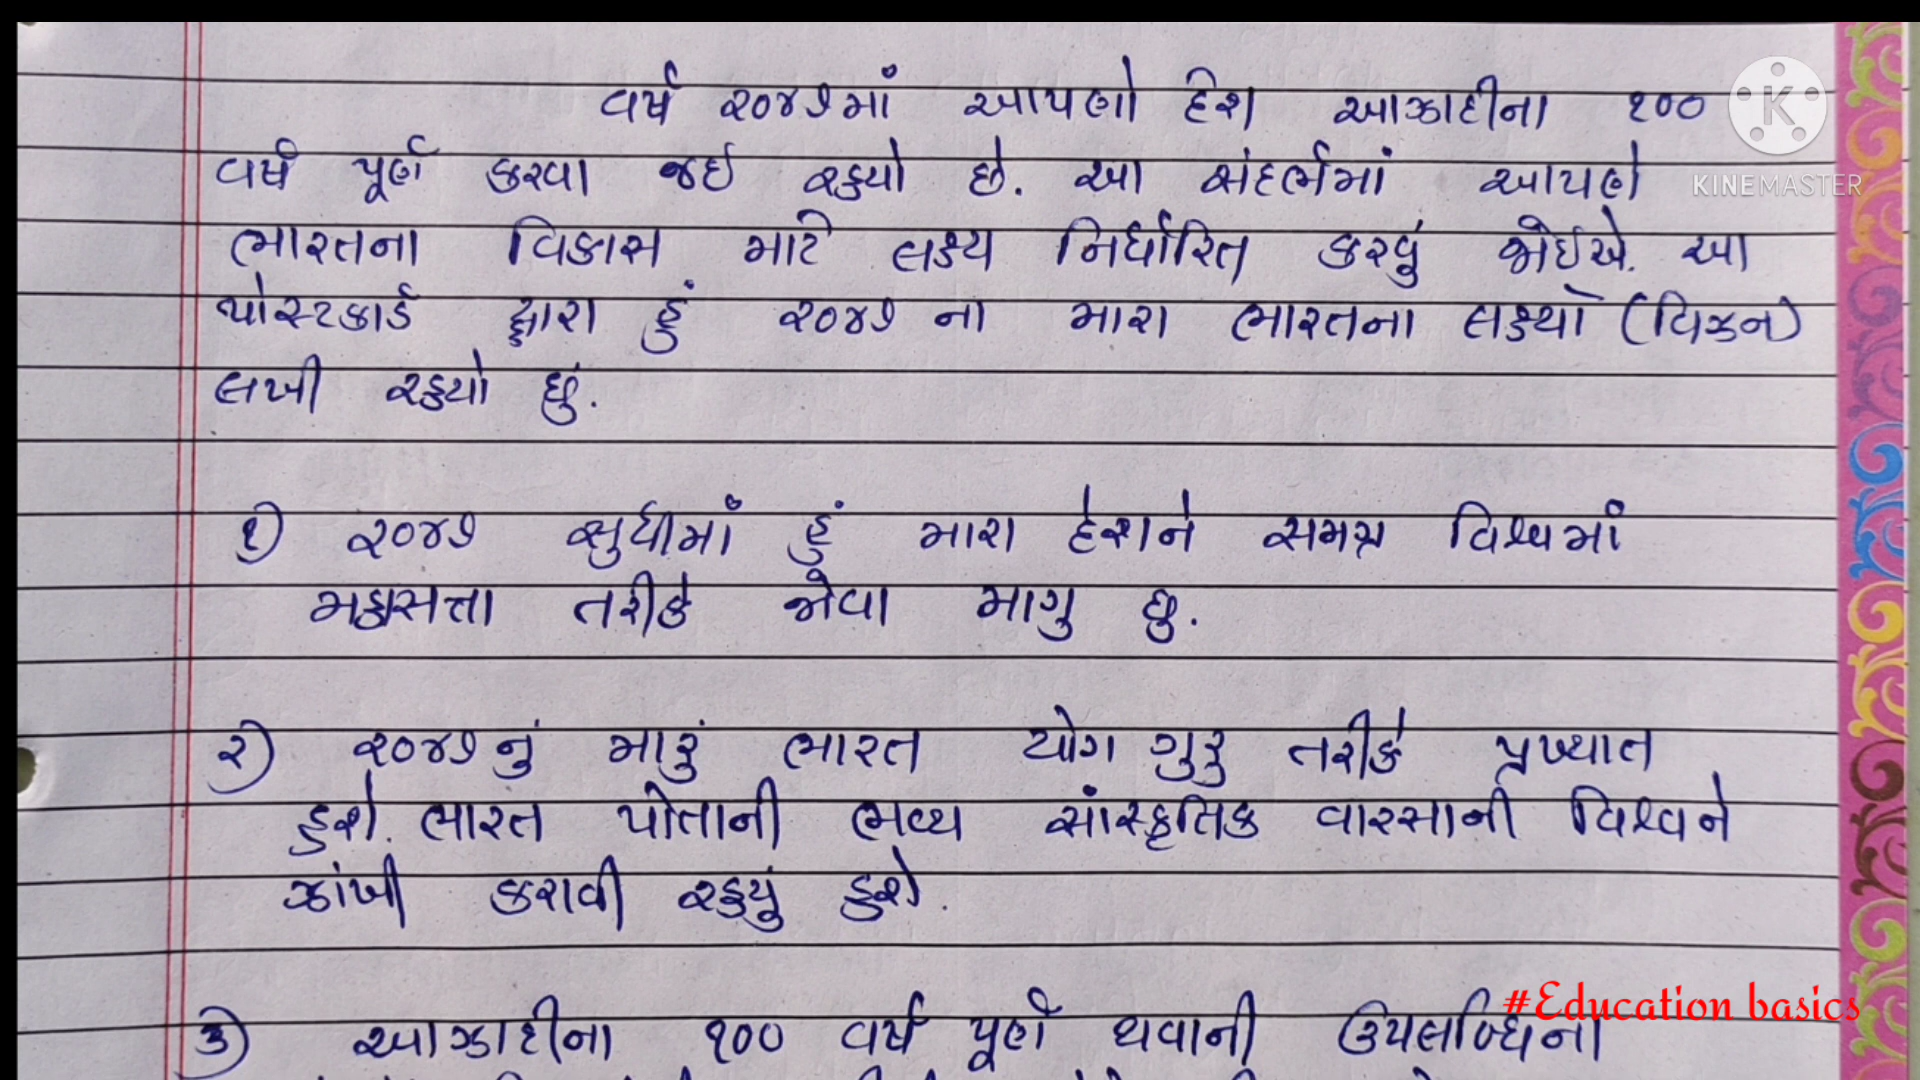 વર્ષ ૨૦૪૭માં આપણો દેશ આઝાદીના ૧૦૦
વર્ષ પૂર્ણ કરવા જઈ રહ્યો છે. આ સંદર્ભમાં આપણે
ભારતના વિકાસ માટે લક્ષ્ય નિર્ધારિત કરવું જોઈએ. આ
પોસ્ટકાર્ડ દ્વારા હું ૨૦૪૭ ના મારા ભારતના લક્ષ્યો (વિઝન)
લખી રહ્યો છું.
૧) ૨૦૪૭ સુધીમાં હું મારા દેશને સમગ્ર વિશ્વમાં
મહાસત્તા તરીકે જોવા માગુ છુ.
૨) ૨૦૪૭ નું મારું ભારત યોગ ગુરુ તરીકે પ્રખ્યાત
હશે. ભારત પોતાની ભવ્ય સાંસ્કૃતિક વારસાની વિશ્વને
ઝાંખી કરાવી રહ્યું હશે.
૩) આઝાદીના ૧૦૦ વર્ષ પૂર્ણ થવાની ઉપલબ્ધિના
K
KINEMASTER
#Education basics